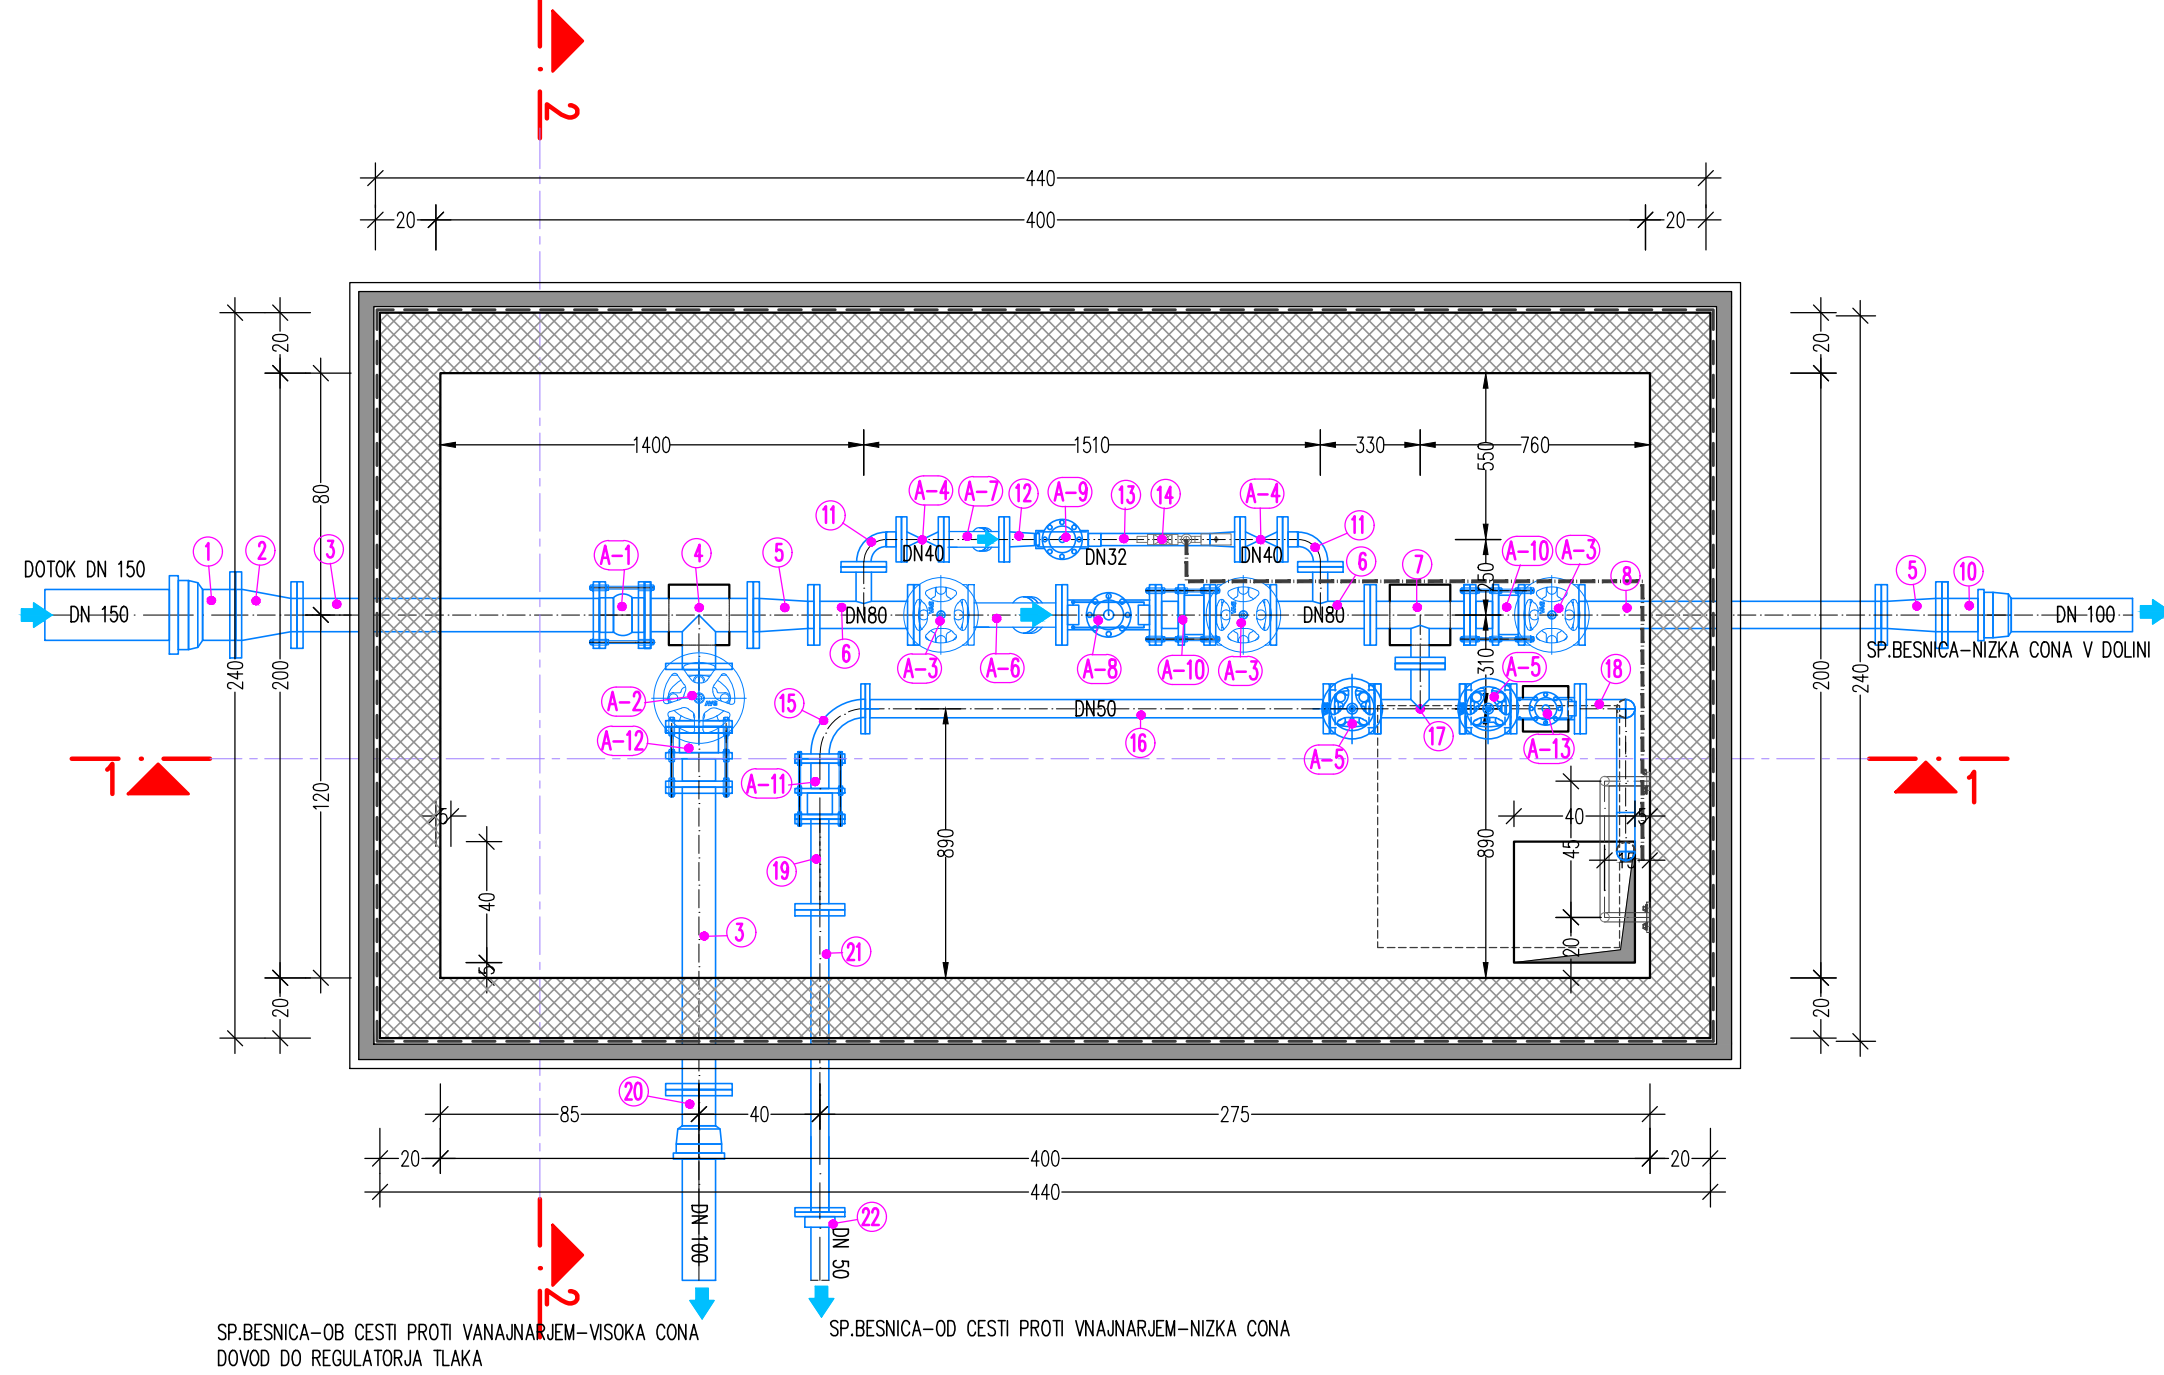 2
440
20 400 20
20
20
1400 1510 330 760
550
80
A-4 A-7 12 A-9 13 14 A-4
11
11
DN40 DN32 DN40
1 2 3 A-1 4 5 6 7 A-10 A-3 8 5 10
250
DOTOK DN 150
DN 150
DN80 DN80
DN 100
SP.BESNICA-NIZKA CONA V DOLINI
6 A-3 A-6 A-8 A-10 A-3
310
A-5 18
240 200
200 240
A-2
15
DN50
A-12
16 A-5 17 A-13
1
1
A-11
120
5
40 5
45
15
890 890
19
40
3
21
20
5
20
20
20
85 40 275
20 400 20
440
22
DN 100
DN 50
2
SP.BESNICA-OB CESTI PROTI VANAJNARJEM-VISOKA CONA
DOVOD DO REGULATORJA TLAKA
SP.BESNICA-OD CESTI PROTI VNAJNARJEM-NIZKA CONA